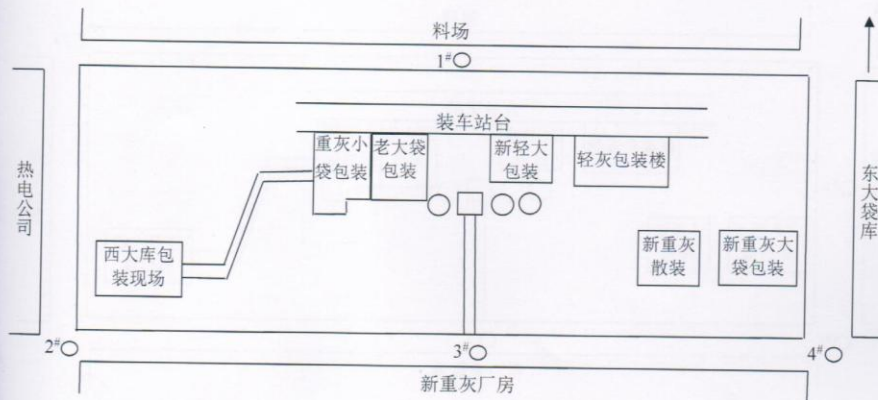 料场
1#
装车站台
重灰小
袋包装
老大袋
包装
新轻大
包装
轻灰包装楼
热电公司
东大袋库
西大库包
装现场
新重灰
散装
新重灰大
袋包装
2#
3#
4#
新重灰厂房